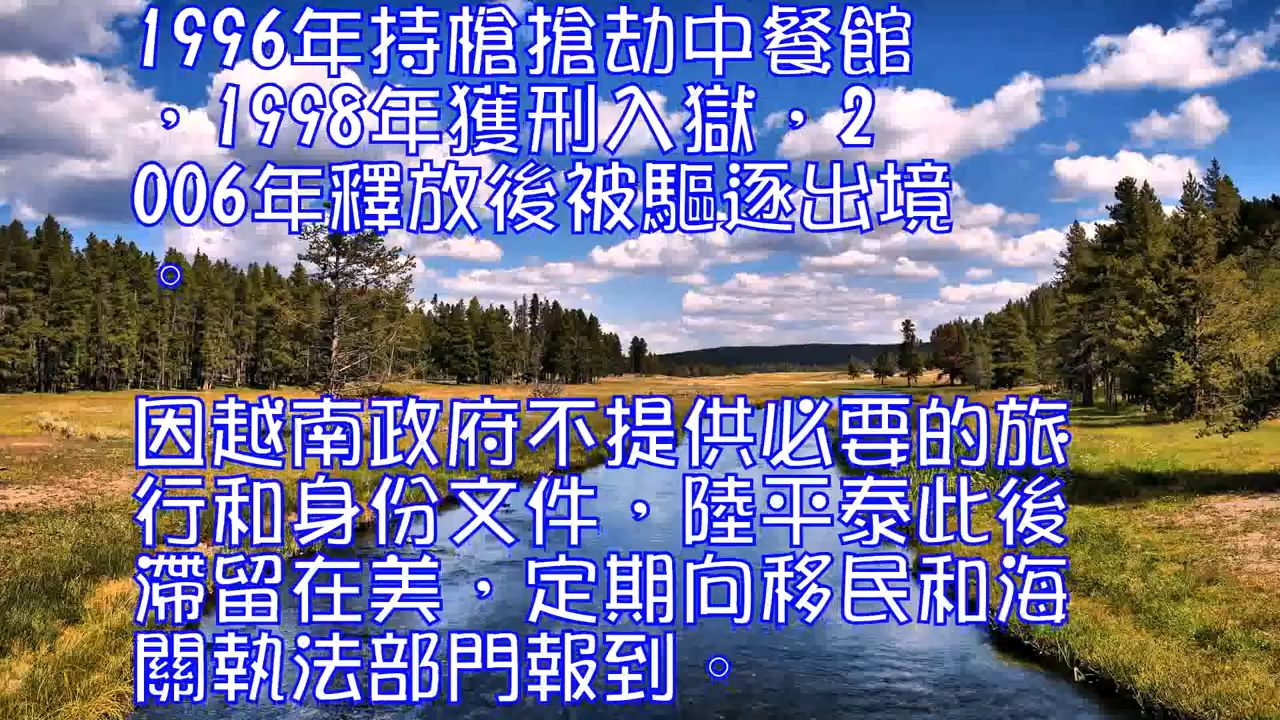 1996年持槍搶劫中餐館
，1998年獲刑入獄，2
006年釋放後被驅逐出境
。
因越南政府不提供必要的旅
行和身份文件，陸平泰此後
滯留在美，定期向移民和海
關執法部門報到。